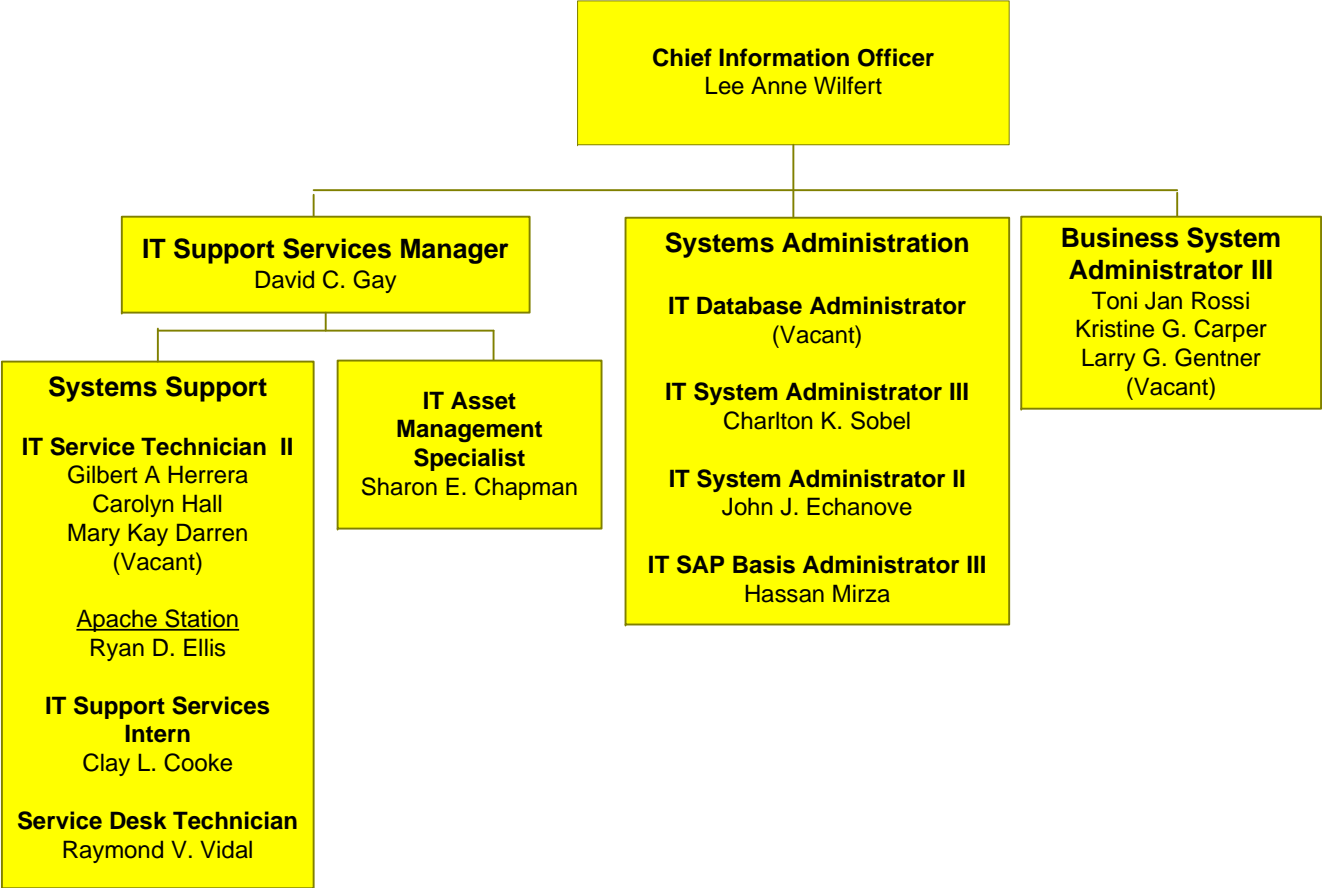 Chief Information Officer
Lee Anne Wilfert
IT Support Services Manager
David C. Gay
Systems Support
IT Service Technician  II
Gilbert A Herrera
Carolyn Hall
Mary Kay Darren
(Vacant)
Apache Station
Ryan D. Ellis
IT Support Services
Intern
Clay L. Cooke
Service Desk Technician
Raymond V. Vidal
IT Asset
Management
Specialist
Sharon E. Chapman
Systems Administration
IT Database Administrator
(Vacant)
IT System Administrator III
Charlton K. Sobel
IT System Administrator II
John J. Echanove
IT SAP Basis Administrator III
Hassan Mirza
Business System
Administrator III
Toni Jan Rossi
Kristine G. Carper
Larry G. Gentner
(Vacant)